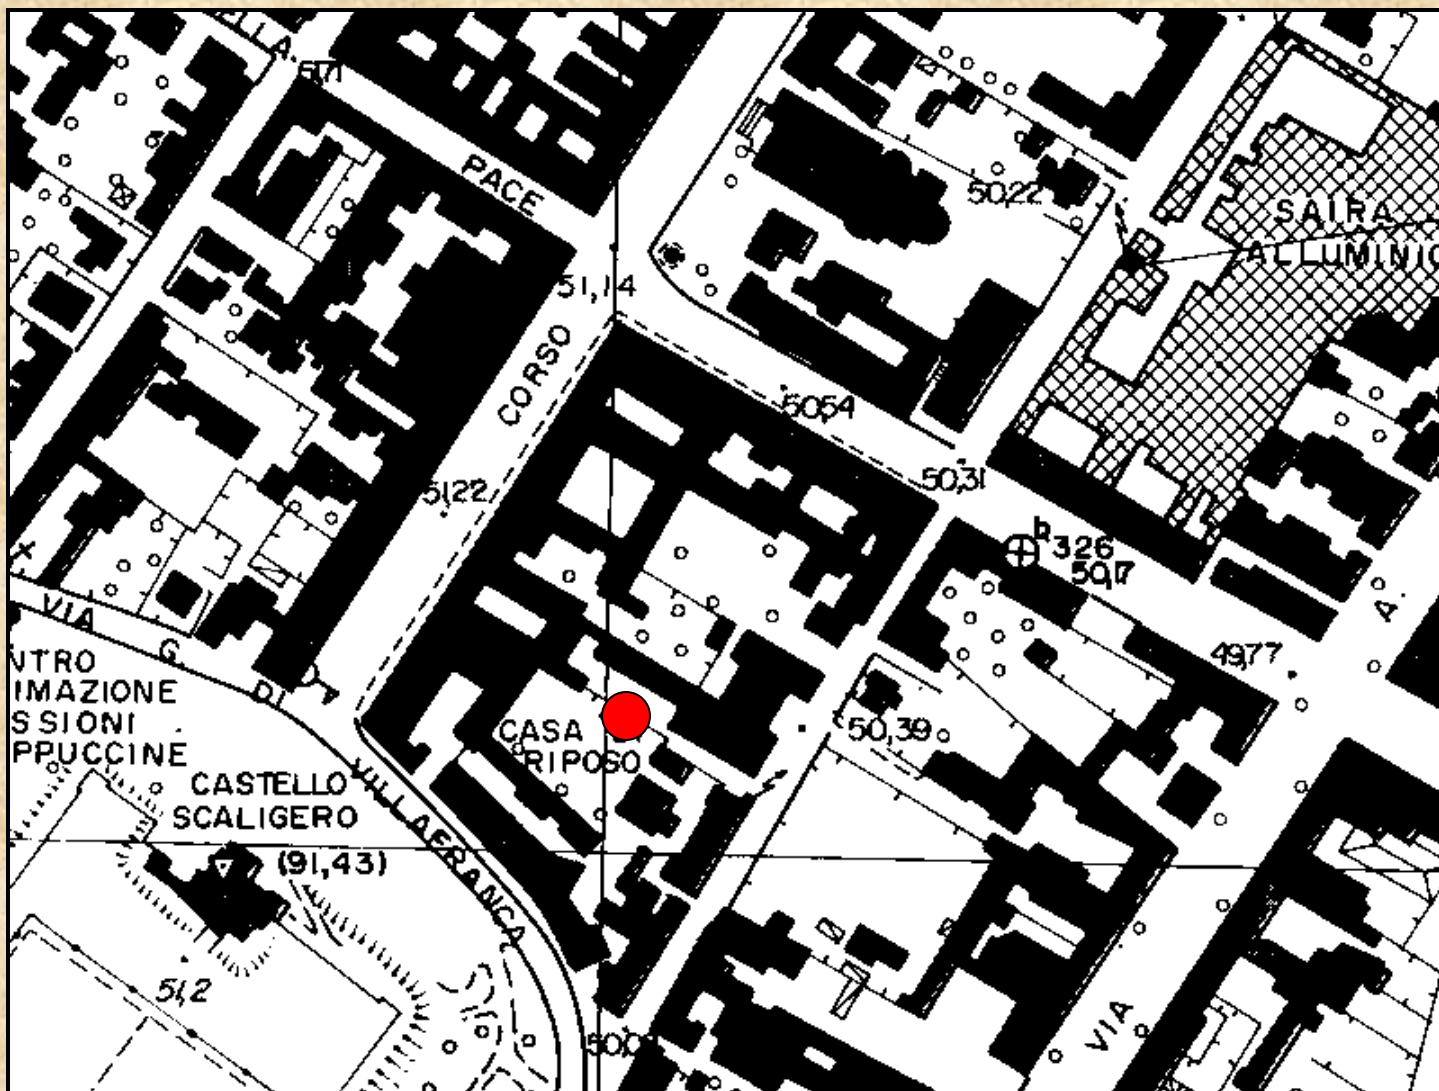 PACE
50,22
SAIRA
ALLUMINIO
51,14
CORSO
50,54
51,22
50,31
b
326
50,17
VIA
G.
DI
VILLAFRANCA
A.
49,77
NTRO
IMAZIONE
SSIONI
PPUCCINE
50,39
CASA
RIPOSO
CASTELLO
SCALIGERO
(91,43)
51,2
VIA